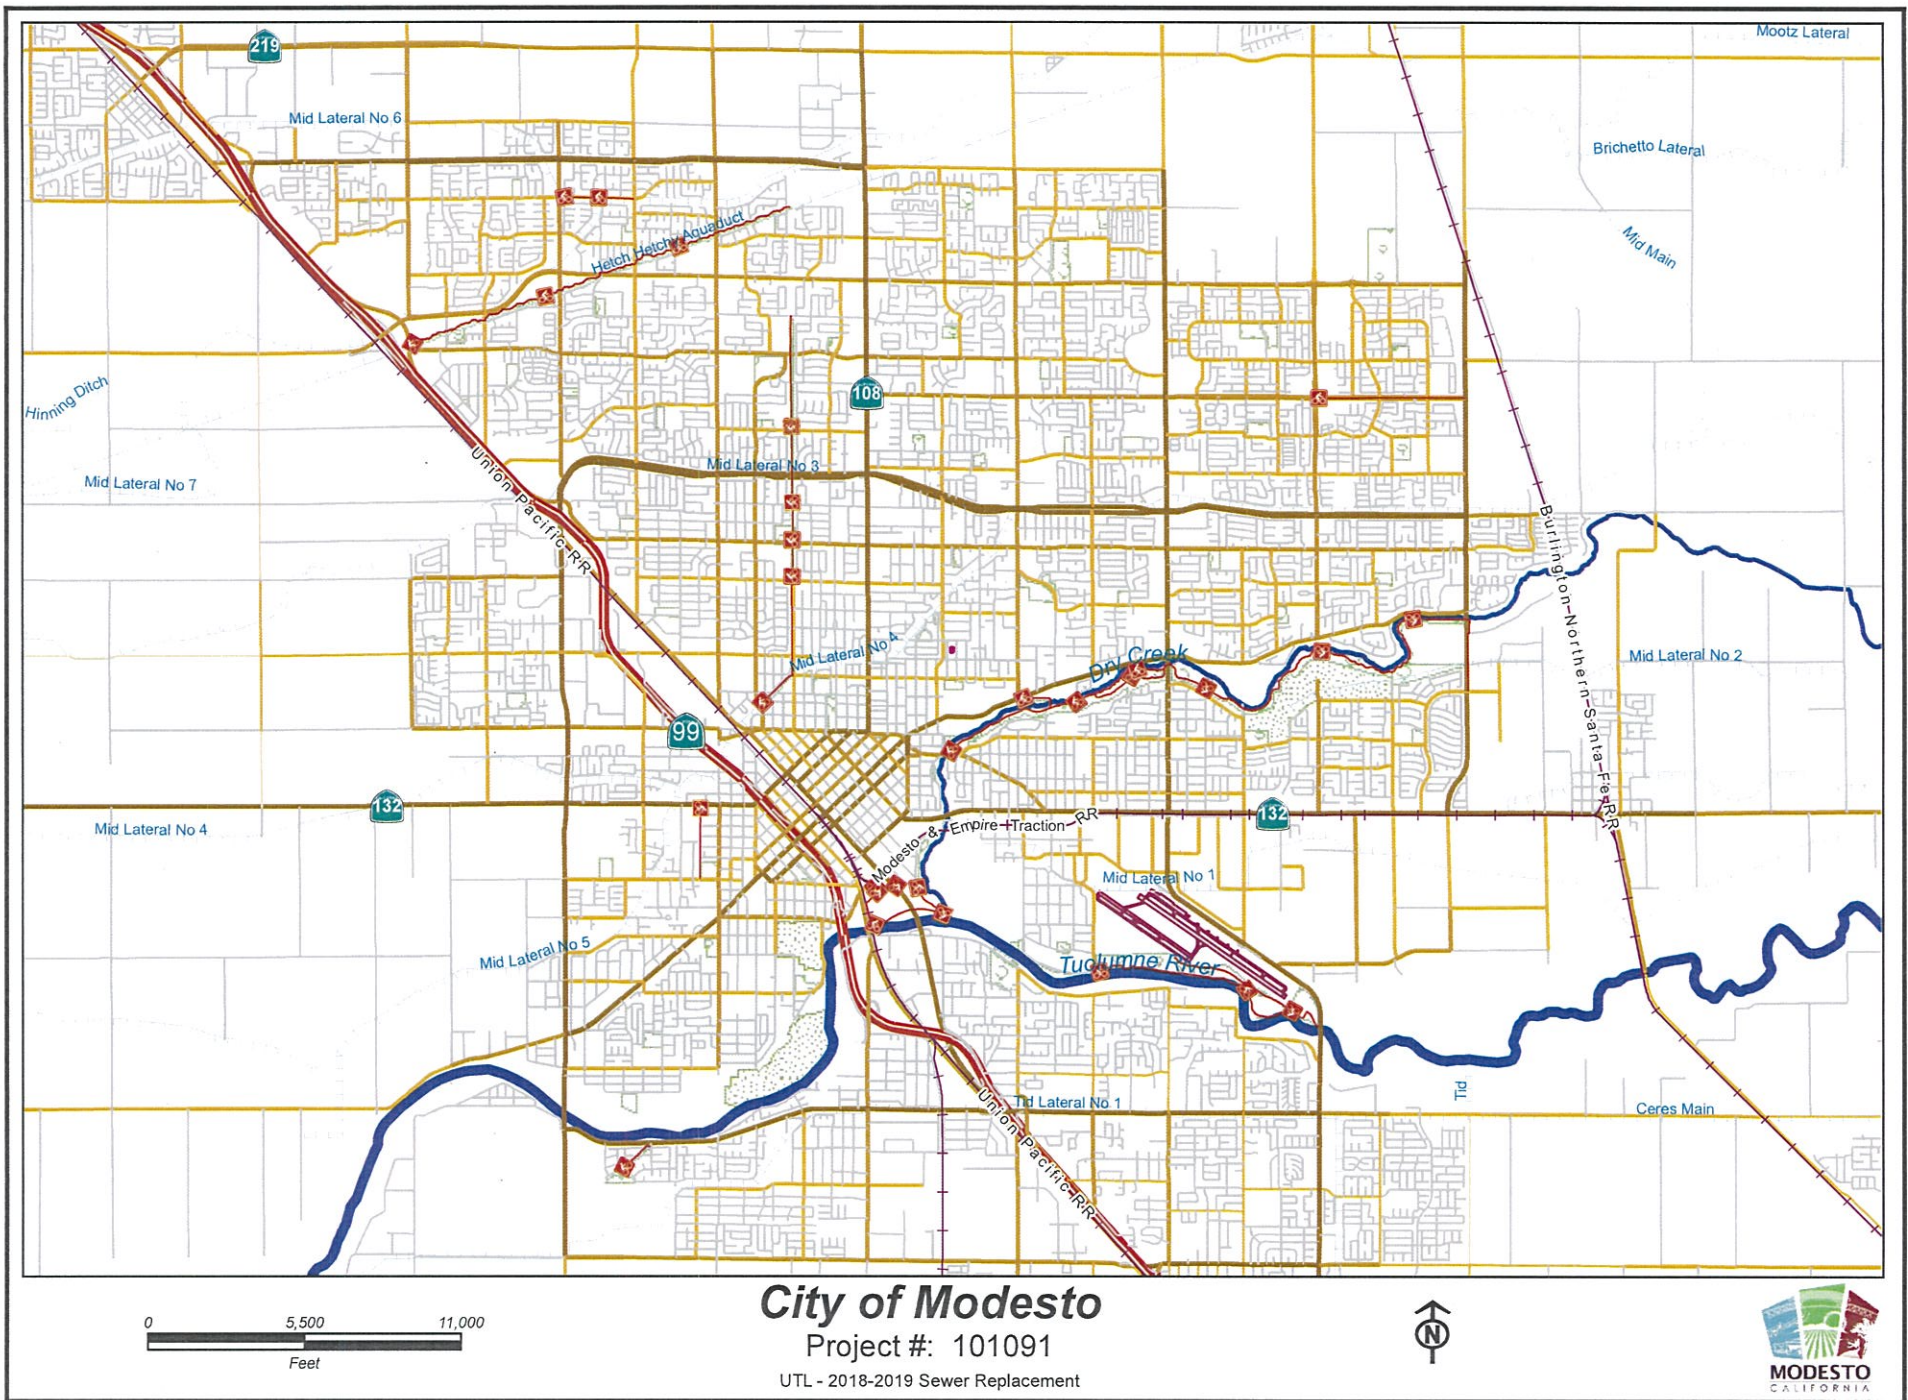 219
Mootz Lateral
Mid Lateral No 6
Brichetto Lateral
Mid Main
Hetch Hetchy Aquaduct
Hinning Ditch
108
Mid Lateral No 3
Mid Lateral No 7
Union Pacific RR
Burlington Northern Santa Fe RR
Mid Lateral No 4
Dry Creek
Mid Lateral No 2
99
132
132
Mid Lateral No 4
Modesto & Empire Traction RR
Mid Lateral No 1
Mid Lateral No 5
Tuolumne River
Tid
Tid Lateral No 1
Ceres Main
Union Pacific RR
City of Modesto
Project #: 101091
UTL - 2018-2019 Sewer Replacement
0 5,500 11,000
Feet
N
MODESTO
CALIFORNIA